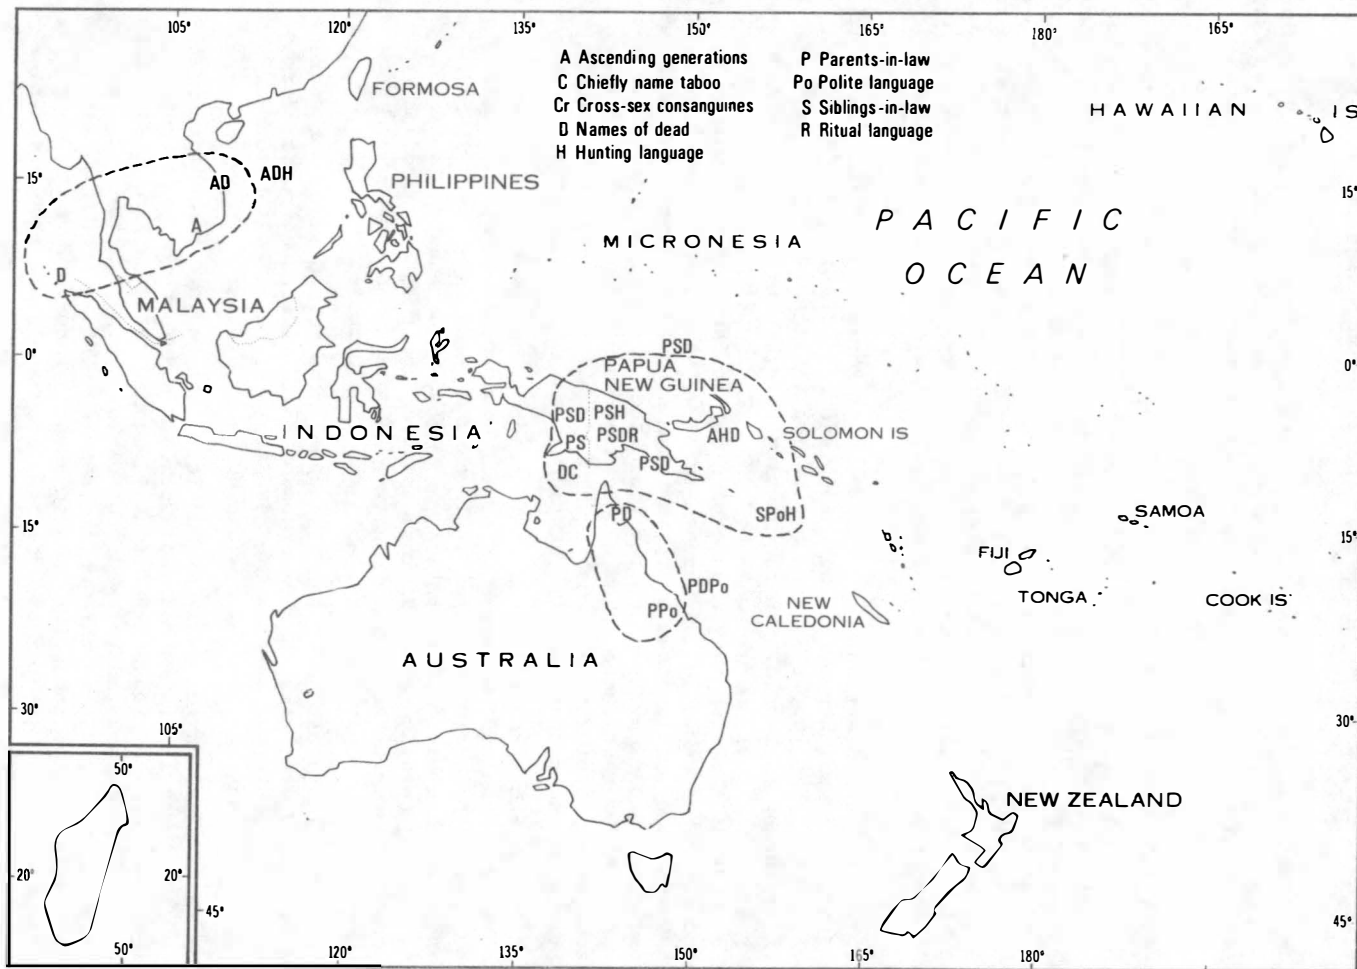 105° 120° 135° 150° 165° 180° 165°
A Ascending generations
C Chiefly name taboo
Cr Cross-sex consanguines
D Names of dead
H Hunting language
P Parents-in-law
Po Polite language
S Siblings-in-law
R Ritual language
FORMOSA
HAWAIIAN IS
15° 15°
AD ADH
PHILIPPINES
A
PACIFIC
OCEAN
MICRONESIA
D
MALAYSIA
0° 0°
PSD
PAPUA
NEW GUINEA
PSD PSH
INDONESIA
PS PSDR AHD SOLOMON IS
DC PSD
15° PD SPoH SAMOA
15°
FIJI
PDPo
PPo NEW
CALEDONIA
TONGA COOK IS
AUSTRALIA
30° 30°
105°
50°
NEW ZEALAND
20° 20°
45° 45°
50° 120° 135° 150° 165° 180° 165°